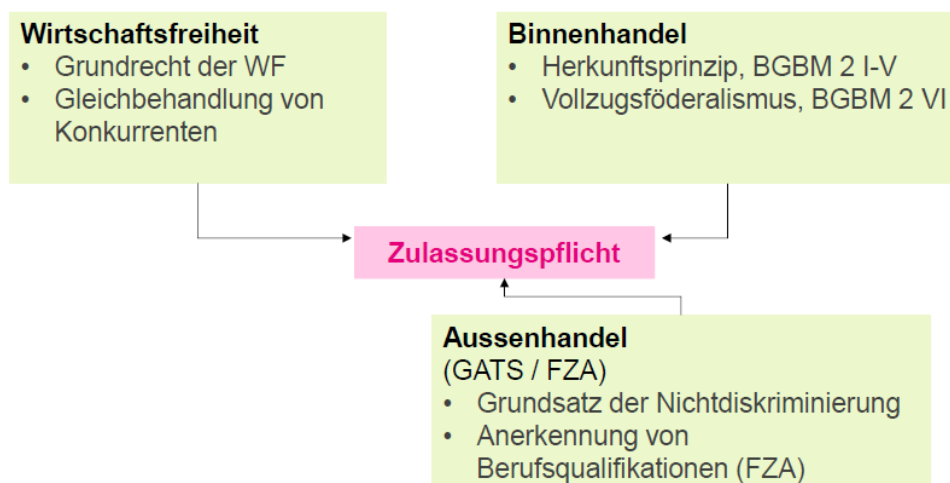 Wirtschaftsfreiheit
• Grundrecht der WF
• Gleichbehandlung von
Konkurrenten
Binnenhandel
• Herkunftsprinzip, BGBM 2 I-V
• Vollzugsföderalismus, BGBM 2 VI
Zulassungspflicht
Aussenhandel
(GATS / FZA)
• Grundsatz der Nichtdiskriminierung
• Anerkennung von
Berufsqualifikationen (FZA)